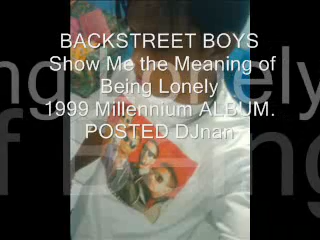 BACKSTREET BOYS
Show Me the Meaning of
Being Lonely
1999 Millennium ALBUM.
POSTED DJnan